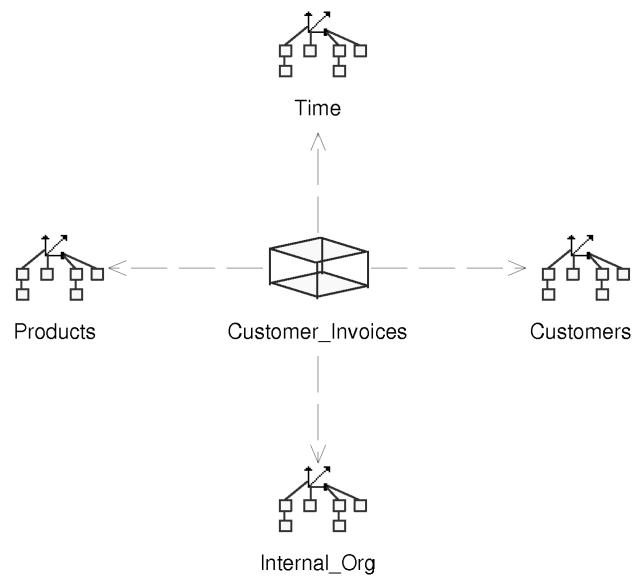 Time
Products
Customer_Invoices
Customers
Internal_Org